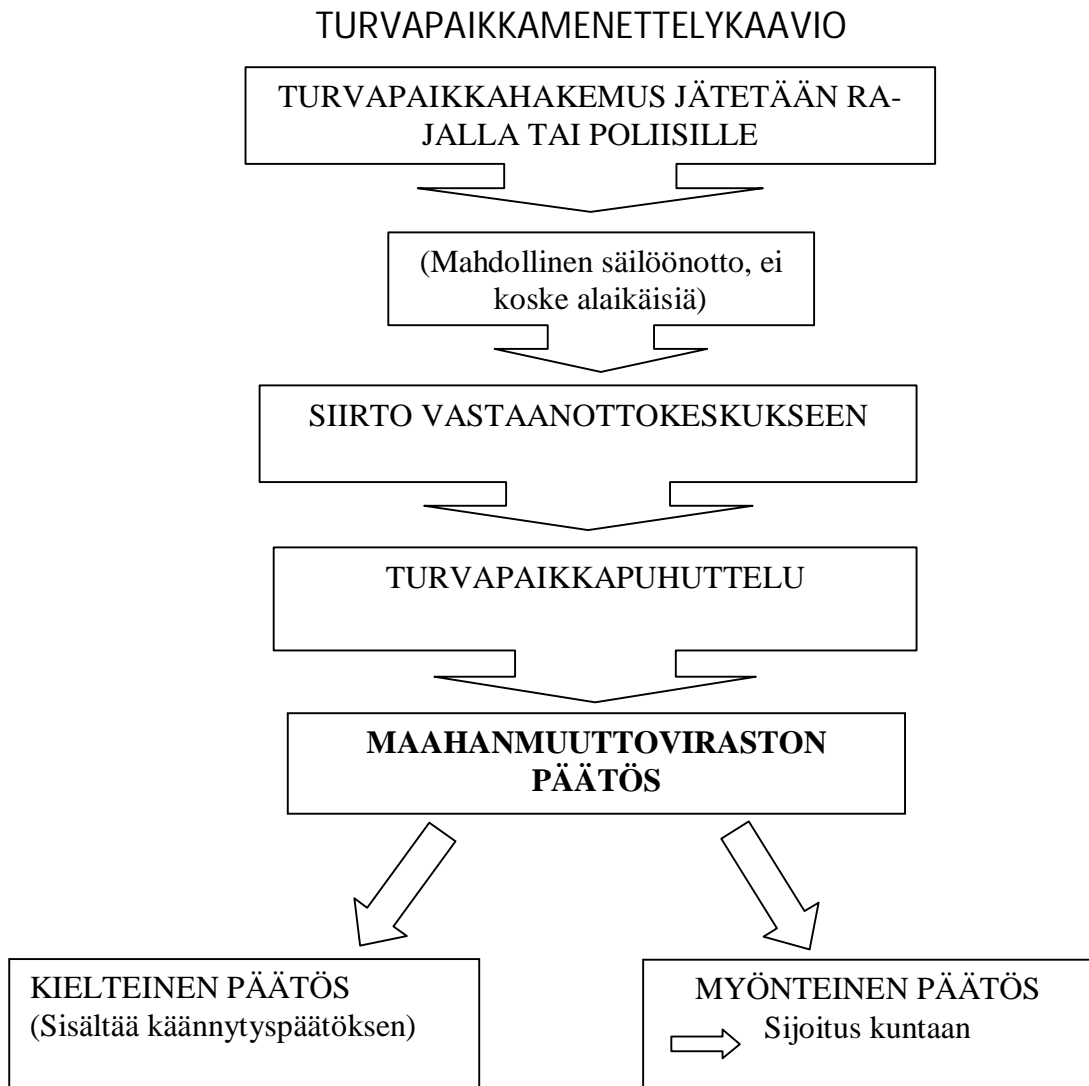 TURVAPAIKKAMENETTELYKAAVIO
TURVAPAIKKAHAKEMUS JÄTETÄÄN RA-
JALLA TAI POLIISILLE
(Mahdollinen säilöönotto, ei
koske alaikäisiä)
SIIRTO VASTAANOTTOKESKUKSEEN
TURVAPAIKKAPUHUTTELU
MAAHANMUUTTOVIRASTON
PÄÄTÖS
KIELTEINEN PÄÄTÖS
(Sisältää käännytyspäätöksen)
MYÖNTEINEN PÄÄTÖS
Sijoitus kuntaan